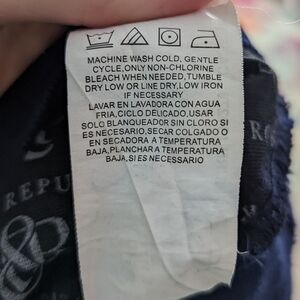 MACHINE WASH COLD, GENTLE
CYCLE,ONLY NON-CHLORINE
BLEACH WHEN NEEDED,TUMBLE
DRY LOW OR LINE DRY,LOW IRON
IF NECESSARY
LAVAR EN LAVADORA CON AGUA
FRIA,CICLO DELICADO,USAR
SOLO BLANQUEADOR SIN CLORO SI
ES NECESARIO,SECAR COLGADO O
EN SECADORA A TEMPERATURA
BAJA,PLANCHAR A TEMPERATURA
BAJA,SI ES NECESARIO
REPU